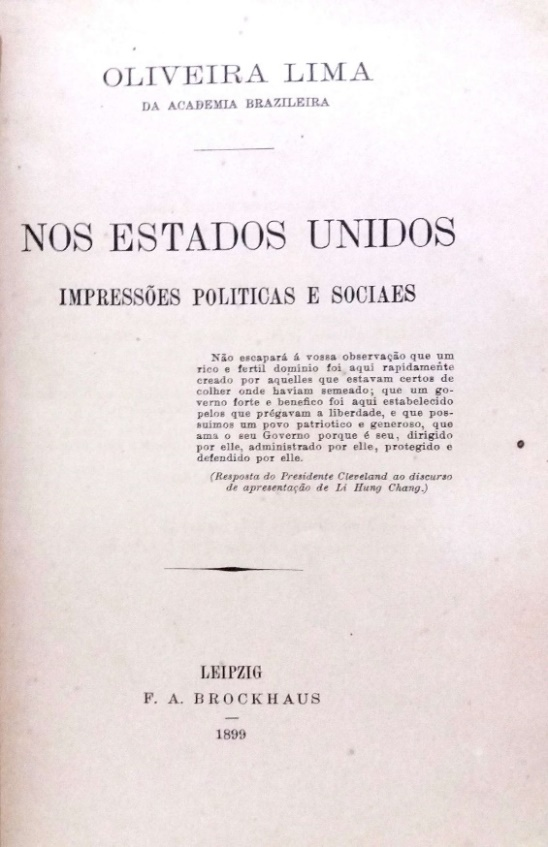 OLIVEIRA LIMA
DA ACADEMIA BRAZILEIRA
NOS ESTADOS UNIDOS
IMPRESSÕES POLITICAS E SOCIAES
Não escapará á vossa observação que um
rico e fertil dominio foi aqui rapidamente
creado por aquelles que estavam certos de
colher onde haviam semeado; que um go-
verno forte e benefico foi aqui estabelecido
pelos que prégavam a liberdade, e que pos-
suimos um povo patriotico e generoso, que
ama o seu Governo porque é seu, dirigido
por elle, administrado por elle, protegido e
defendido por elle.
(Resposta do Presidente Cleveland ao discurso
de apresentação de Li Hung Chang.)
LEIPZIG
F. A. BROCKHAUS
1899